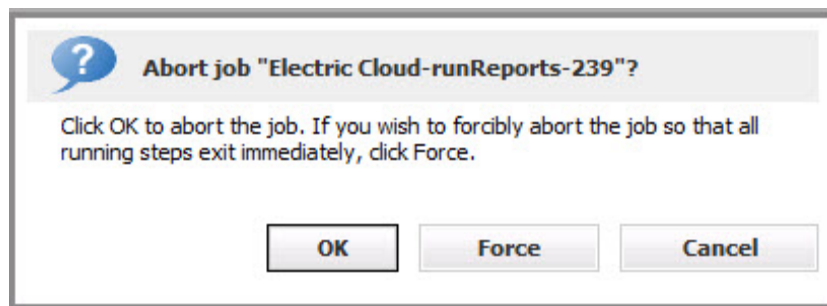 ?
Abort job "Electric Cloud-runReports-239"?
Click OK to abort the job. If you wish to forcibly abort the job so that all
running steps exit immediately, click Force.
OK Force Cancel